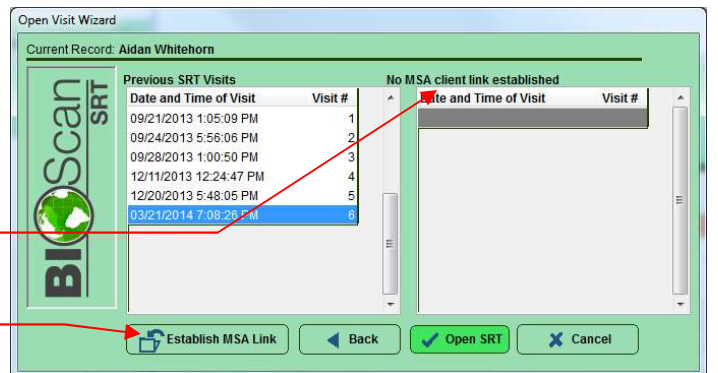 Open Visit Wizard
Current Record: Aidan Whitehorn
BIOScan
SRT
Previous SRT Visits
Date and Time of Visit Visit #
09/21/2013 1:05:09 PM 1
09/24/2013 5:56:06 PM 2
09/28/2013 1:00:50 PM 3
12/11/2013 12:24:47 PM 4
12/20/2013 5:48:05 PM 5
03/21/2014 7:08:26 PM 6
No MSA client link established
Date and Time of Visit Visit #
Establish MSA Link
Back
Open SRT
Cancel